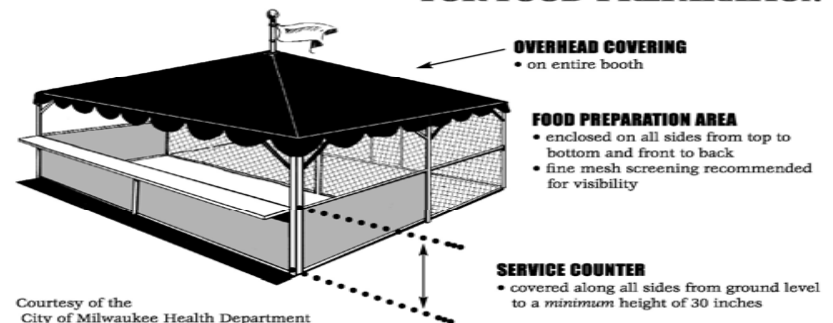 OVERHEAD COVERING
• on entire booth
FOOD PREPARATION AREA
• enclosed on all sides from top to
bottom and front to back
• fine mesh screening recommended
for visibility
SERVICE COUNTER
• covered along all sides from ground level
to a minimum height of 30 inches
Courtesy of the
City of Milwaukee Health Department